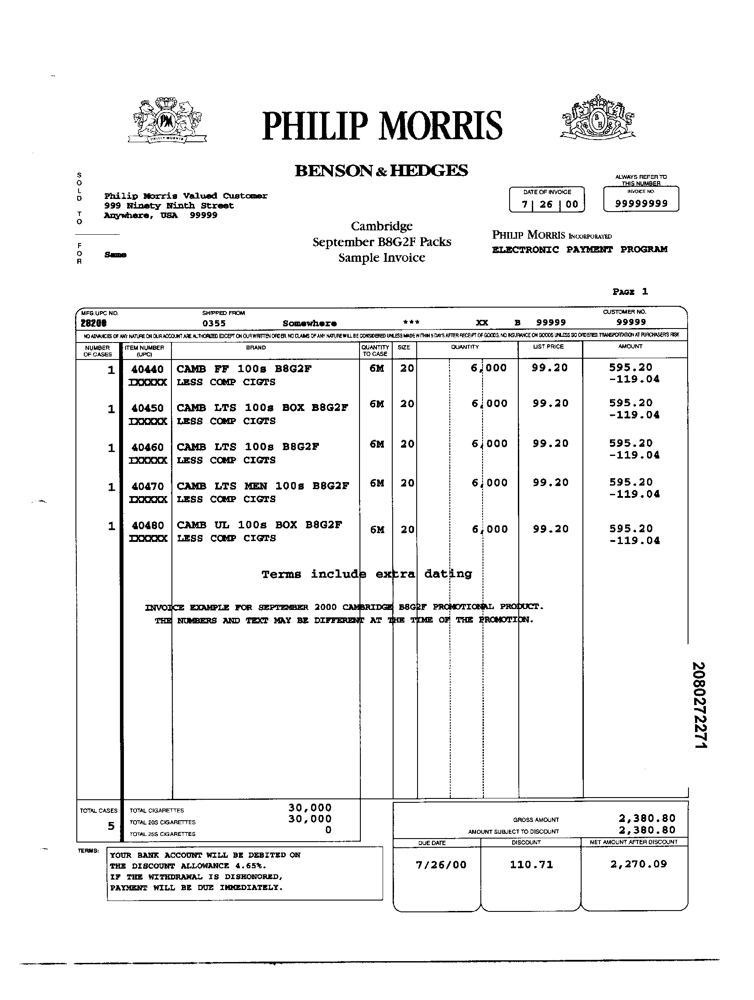 PM
PHILIP MORRIS
PHILIP MORRIS
B H
BENSON & HEDGES
SOLD TO
Philip Morris Valued Customer
999 Ninety Ninth Street
Anywhere, USA 99999
FOR
Same
Cambridge
September B8G2F Packs
Sample Invoice
DATE OF INVOICE
7 | 26 | 00
ALWAYS REFER TO
THIS NUMBER
INVOICE NO.
99999999
PHILIP MORRIS INCORPORATED
ELECTRONIC PAYMENT PROGRAM
PAGE 1
MFG UPC NO. SHIPPED FROM CUSTOMER NO.
28200 0355 Somewhere *** XX B 99999 99999
NO ADVANCES OF ANY NATURE ON OUR ACCOUNT ARE AUTHORIZED EXCEPT ON OUR WRITTEN ORDER. NO CLAIMS OF ANY NATURE WILL BE CONSIDERED UNLESS MADE WITHIN 5 DAYS AFTER RECEIPT OF GOODS. NO INSURANCE ON GOODS UNLESS SO ORDERED. TRANSPORTATION AT PURCHASER'S RISK
NUMBER OF CASES ITEM NUMBER (UPC) BRAND QUANTITY TO CASE SIZE QUANTITY LIST PRICE AMOUNT
1 40440 CAMB FF 100s B8G2F 6M 20 6,000 99.20 595.20
IXXXXX LESS COMP CIGTS -119.04
1 40450 CAMB LTS 100s BOX B8G2F 6M 20 6,000 99.20 595.20
IXXXXX LESS COMP CIGTS -119.04
1 40460 CAMB LTS 100s B8G2F 6M 20 6,000 99.20 595.20
IXXXXX LESS COMP CIGTS -119.04
1 40470 CAMB LTS MEN 100s B8G2F 6M 20 6,000 99.20 595.20
IXXXXX LESS COMP CIGTS -119.04
1 40480 CAMB UL 100s BOX B8G2F 6M 20 6,000 99.20 595.20
IXXXXX LESS COMP CIGTS -119.04
Terms include extra dating
INVOICE EXAMPLE FOR SEPTEMBER 2000 CAMBRIDGE B8G2F PROMOTIONAL PRODUCT.
THE NUMBERS AND TEXT MAY BE DIFFERENT AT THE TIME OF THE PROMOTION.
2080272271
TOTAL CASES
5
TOTAL CIGARETTES 30,000
TOTAL 20S CIGARETTES 30,000
TOTAL 25S CIGARETTES 0
GROSS AMOUNT 2,380.80
AMOUNT SUBJECT TO DISCOUNT 2,380.80
DUE DATE DISCOUNT NET AMOUNT AFTER DISCOUNT
7/26/00 110.71 2,270.09
TERMS:
YOUR BANK ACCOUNT WILL BE DEBITED ON
THE DISCOUNT ALLOWANCE 4.65%.
IF THE WITHDRAWAL IS DISHONORED,
PAYMENT WILL BE DUE IMMEDIATELY.